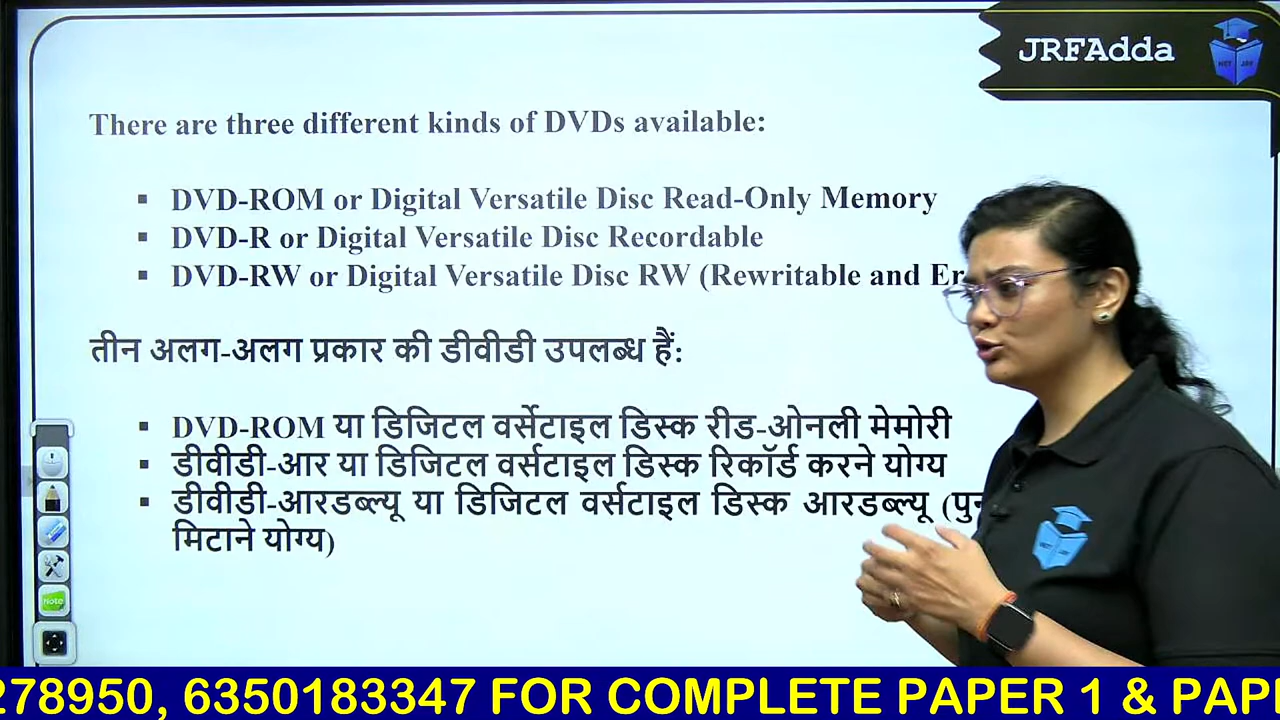 JRFAdda
There are three different kinds of DVDs available:
▪ DVD-ROM or Digital Versatile Disc Read-Only Memory
▪ DVD-R or Digital Versatile Disc Recordable
▪ DVD-RW or Digital Versatile Disc RW (Rewritable and
तीन अलग-अलग प्रकार की डीवीडी उपलब्ध हैं:
▪ DVD-ROM या डिजिटल वर्सेटाइल डिस्क रीड-ओनली मेमोरी
▪ डीवीडी-आर या डिजिटल वर्सटाइल डिस्क रिकॉर्ड करने योग्य
▪ डीवीडी-आरडब्ल्यू या डिजिटल वर्सटाइल डिस्क आरडब्ल्यू
मिटाने योग्य)
Note
NET JRF
278950, 6350183347 FOR COMPLETE PAPER 1 &